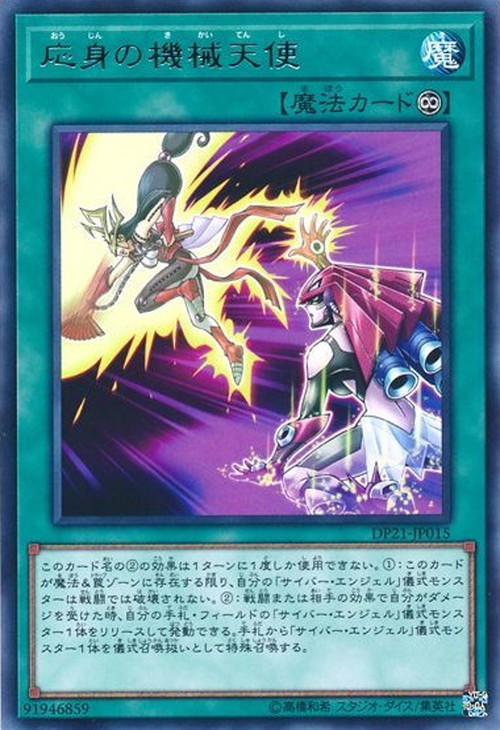 応身の機械天使
魔
【魔法カード】
DP21-JP015
このカード名の②の効果は1ターンに1度しか使用できない。①：このカード
が魔法＆罠ゾーンに存在する限り、自分の「サイバー・エンジェル」儀式モンス
ターは戦闘では破壊されない。②：戦闘または相手の効果で自分がダメー
ジを受けた時、自分の手札・フィールドの「サイバー・エンジェル」儀式モン
スター1体をリリースして発動できる。手札から「サイバー・エンジェル」儀式モ
ンスター1体を儀式召喚扱いとして特殊召喚する。
91946859
©高橋和希 スタジオ・ダイス/集英社